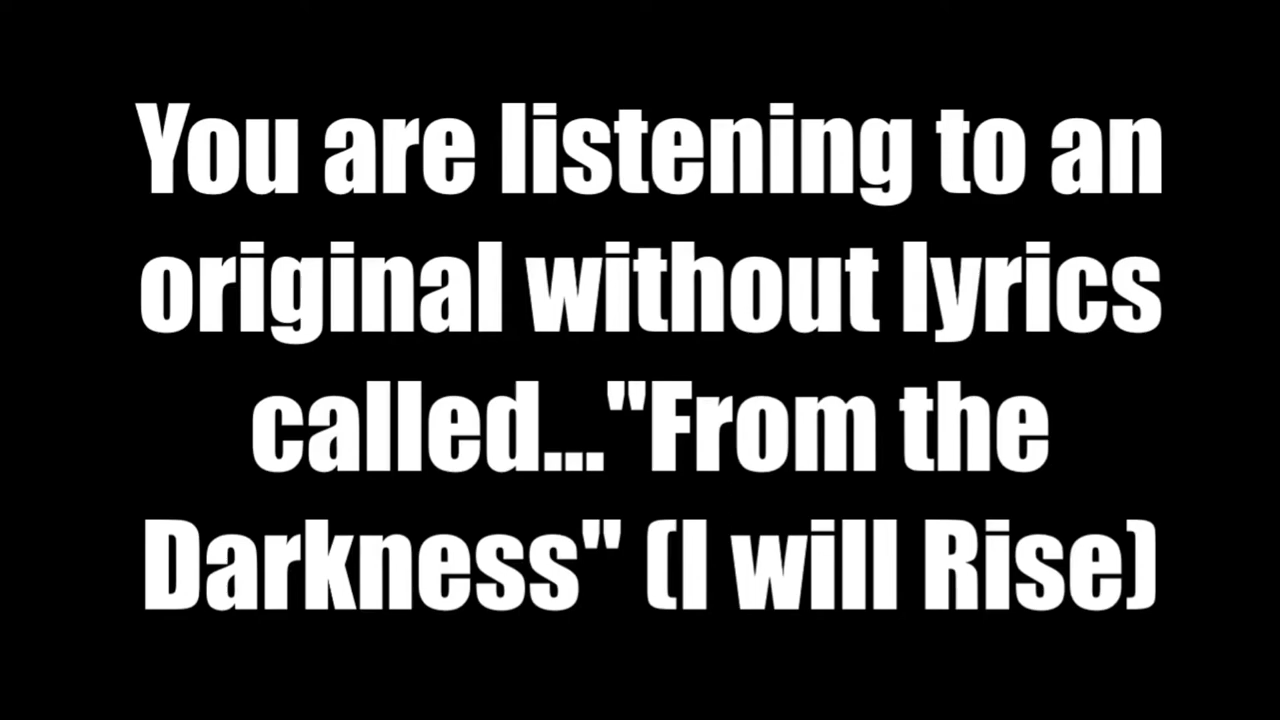 You are listening to an
original without lyrics
called..."From the
Darkness" (I will Rise)